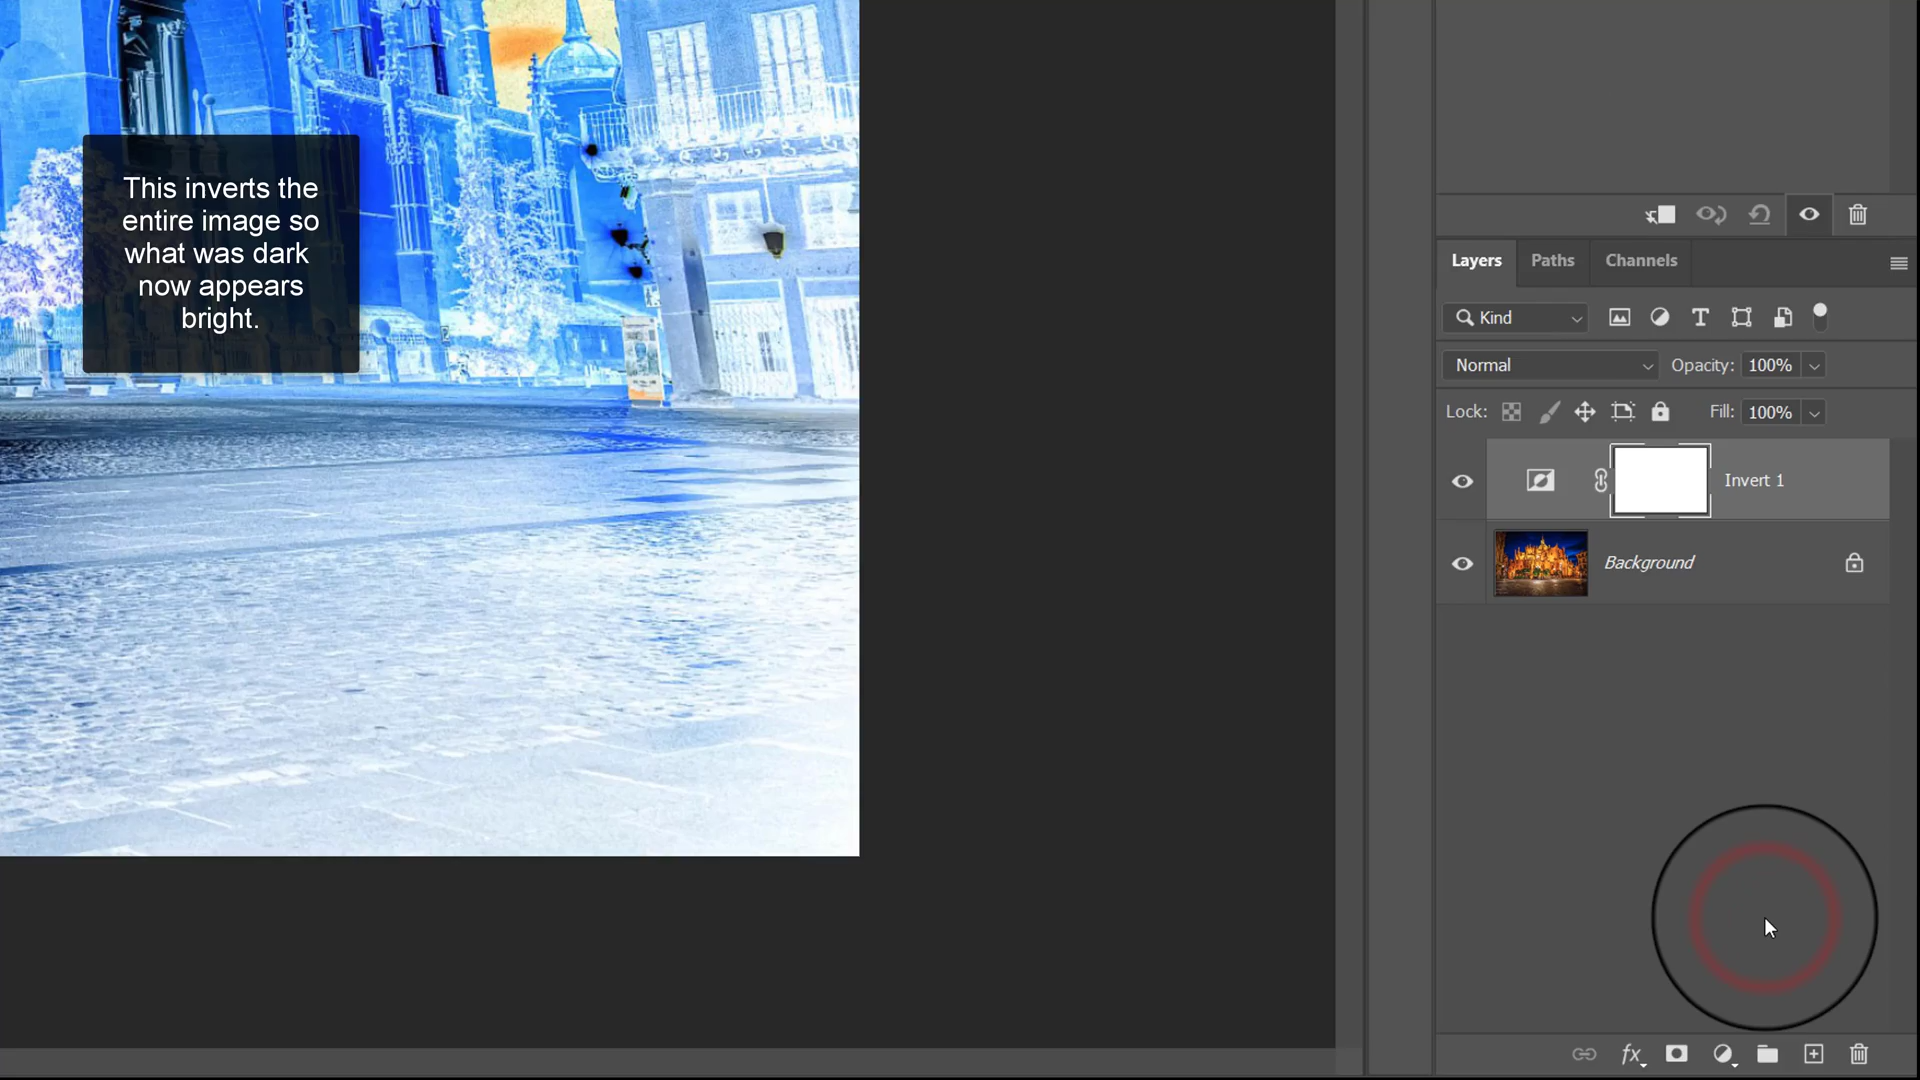 This inverts the
entire image so
what was dark
now appears
bright.
Layers
Paths
Channels
Kind
Normal
Opacity: 100%
Lock:
Fill: 100%
Invert 1
Background
fx